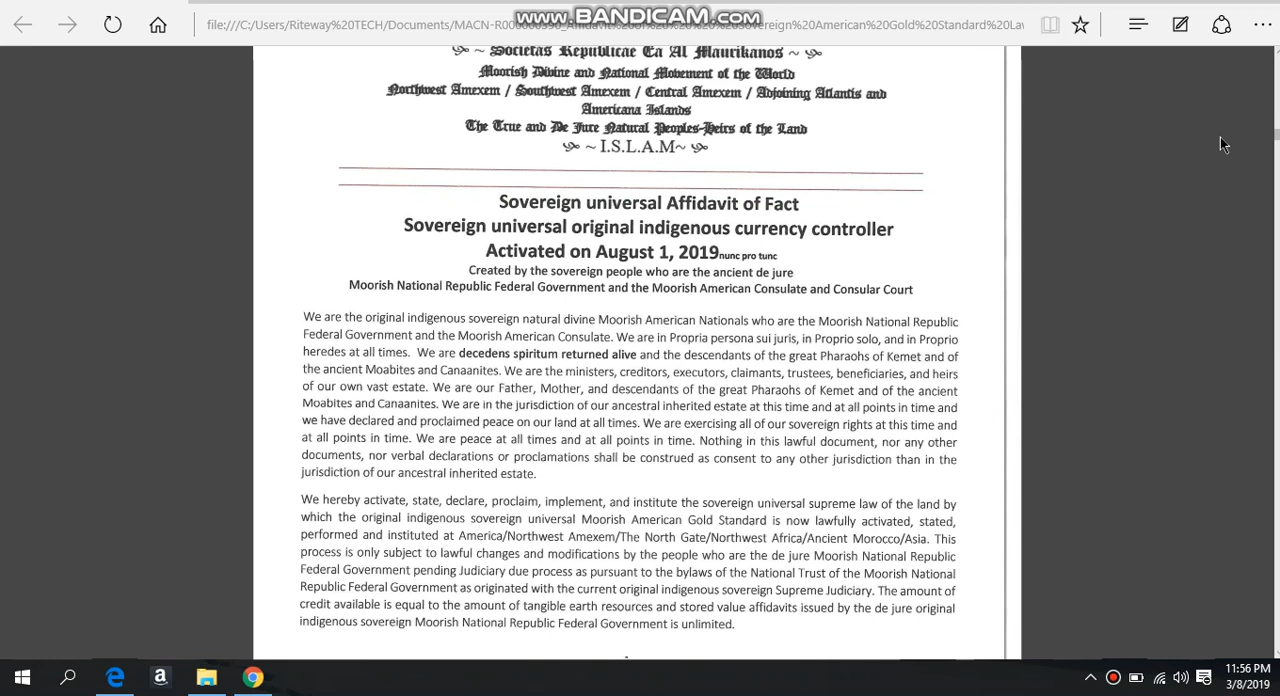 www.BANDICAM.com
file:///C:/Users/Riteway%20TECH/Documents/MACN-R000000590_Affidavit%20of%20 %20Sovereign%20American%20Gold%20Standard%20Lav
~ Societas Republicae Ea Al Maurikanos ~
Moorish Divine and National Movement of the World
Northwest Amexem / Southwest Amexem / Central Amexem / Adjoining Atlantis and
Americana Islands
The True and De Jure Natural Peoples-Heirs of the Land
~ I.S.L.A.M~
Sovereign universal Affidavit of Fact
Sovereign universal original indigenous currency controller
Activated on August 1, 2019 nunc pro tunc
Created by the sovereign people who are the ancient de jure
Moorish National Republic Federal Government and the Moorish American Consulate and Consular Court
We are the original indigenous sovereign natural divine Moorish American Nationals who are the Moorish National Republic
Federal Government and the Moorish American Consulate. We are in Propria persona sui juris, in Proprio solo, and in Proprio
heredes at all times. We are decedens spiritum returned alive and the descendants of the great Pharaohs of Kemet and of
the ancient Moabites and Canaanites. We are the ministers, creditors, executors, claimants, trustees, beneficiaries, and heirs
of our own vast estate. We are our Father, Mother, and descendants of the great Pharaohs of Kemet and of the ancient
Moabites and Canaanites. We are in the jurisdiction of our ancestral inherited estate at this time and at all points in time and
we have declared and proclaimed peace on our land at all times. We are exercising all of our sovereign rights at this time and
at all points in time. We are peace at all times and at all points in time. Nothing in this lawful document, nor any other
documents, nor verbal declarations or proclamations shall be construed as consent to any other jurisdiction than in the
jurisdiction of our ancestral inherited estate.
We hereby activate, state, declare, proclaim, implement, and institute the sovereign universal supreme law of the land by
which the original indigenous sovereign universal Moorish American Gold Standard is now lawfully activated, stated,
performed and instituted at America/Northwest Amexem/The North Gate/Northwest Africa/Ancient Morocco/Asia. This
process is only subject to lawful changes and modifications by the people who are the de jure Moorish National Republic
Federal Government pending Judiciary due process as pursuant to the bylaws of the National Trust of the Moorish National
Republic Federal Government as originated with the current original indigenous sovereign Supreme Judiciary. The amount of
credit available is equal to the amount of tangible earth resources and stored value affidavits issued by the de jure original
indigenous sovereign Moorish National Republic Federal Government is unlimited.
11:56 PM
3/8/2019